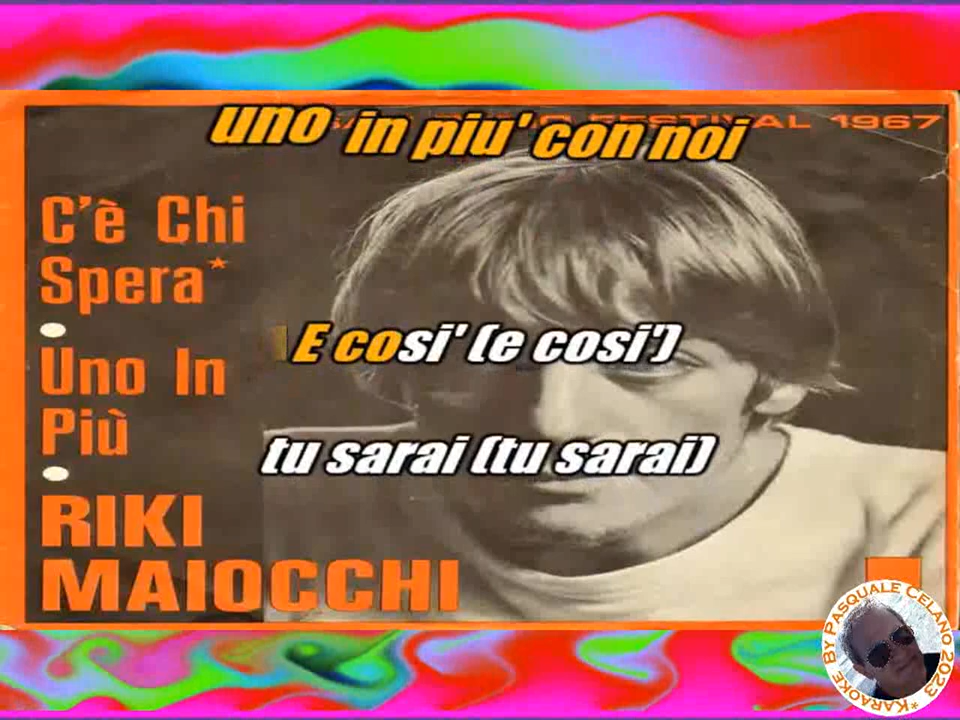 uno in piu' con noi
FESTIVAL 1967
C'è Chi
Spera*
E cosi' (e cosi')
Uno In
Più
tu sarai (tu sarai)
RIKI
MAIOCCHI
* KARAOKE BY PASQUALE CELANO 2023